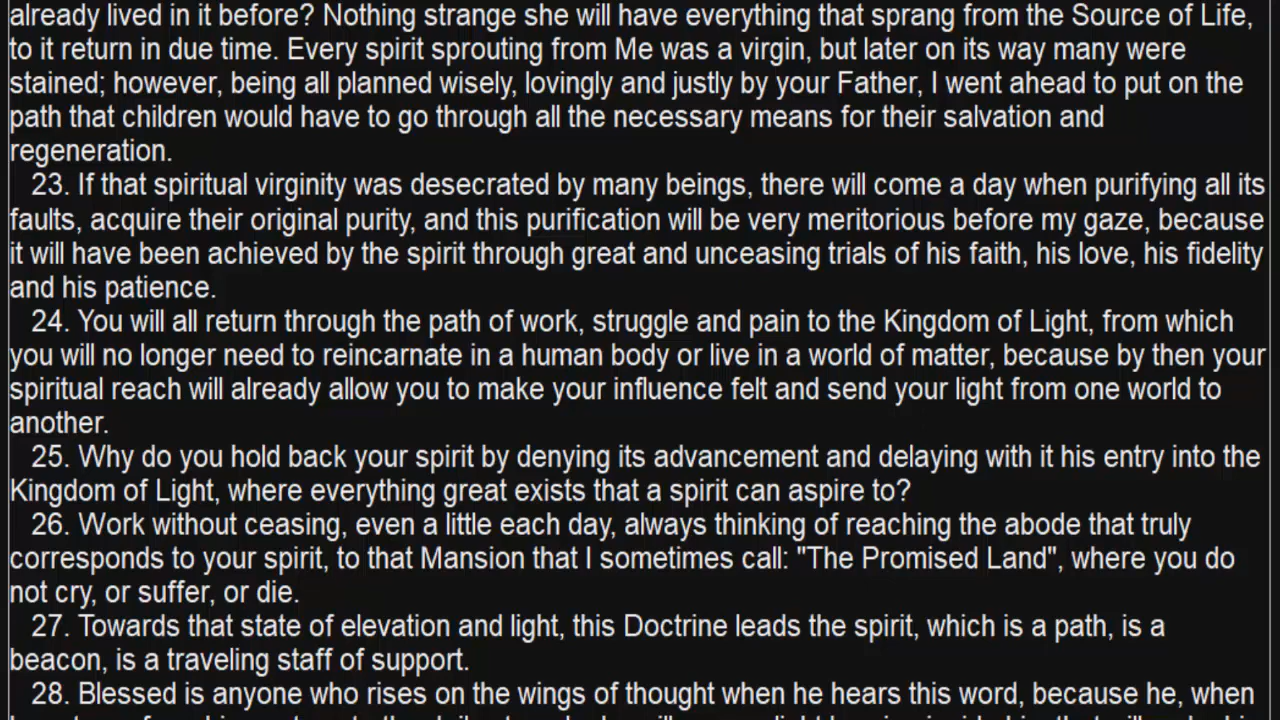 already lived in it before? Nothing strange she will have everything that sprang from the Source of Life,
to it return in due time. Every spirit sprouting from Me was a virgin, but later on its way many were
stained; however, being all planned wisely, lovingly and justly by your Father, I went ahead to put on the
path that children would have to go through all the necessary means for their salvation and
regeneration.
23. If that spiritual virginity was desecrated by many beings, there will come a day when purifying all its
faults, acquire their original purity, and this purification will be very meritorious before my gaze, because
it will have been achieved by the spirit through great and unceasing trials of his faith, his love, his fidelity
and his patience.
24. You will all return through the path of work, struggle and pain to the Kingdom of Light, from which
you will no longer need to reincarnate in a human body or live in a world of matter, because by then your
spiritual reach will already allow you to make your influence felt and send your light from one world to
another.
25. Why do you hold back your spirit by denying its advancement and delaying with it his entry into the
Kingdom of Light, where everything great exists that a spirit can aspire to?
26. Work without ceasing, even a little each day, always thinking of reaching the abode that truly
corresponds to your spirit, to that Mansion that I sometimes call: "The Promised Land", where you do
not cry, or suffer, or die.
27. Towards that state of elevation and light, this Doctrine leads the spirit, which is a path, is a
beacon, is a traveling staff of support.
28. Blessed is anyone who rises on the wings of thought when he hears this word, because he, when